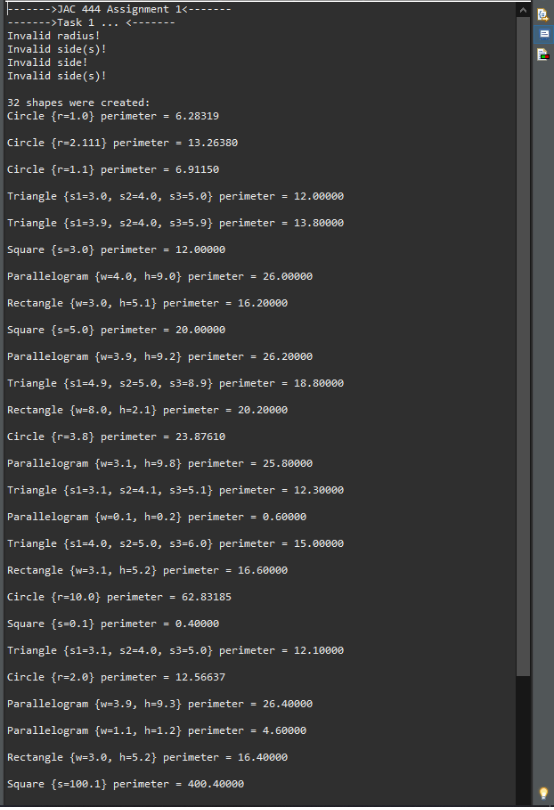 ------->JAC 444 Assignment 1<-------
------->Task 1 ... <-------
Invalid radius!
Invalid side(s)!
Invalid side!
Invalid side(s)!
32 shapes were created:
Circle {r=1.0} perimeter = 6.28319
Circle {r=2.111} perimeter = 13.26380
Circle {r=1.1} perimeter = 6.91150
Triangle {s1=3.0, s2=4.0, s3=5.0} perimeter = 12.00000
Triangle {s1=3.9, s2=4.0, s3=5.9} perimeter = 13.80000
Square {s=3.0} perimeter = 12.00000
Parallelogram {w=4.0, h=9.0} perimeter = 26.00000
Rectangle {w=3.0, h=5.1} perimeter = 16.20000
Square {s=5.0} perimeter = 20.00000
Parallelogram {w=3.9, h=9.2} perimeter = 26.20000
Triangle {s1=4.9, s2=5.0, s3=8.9} perimeter = 18.80000
Rectangle {w=8.0, h=2.1} perimeter = 20.20000
Circle {r=3.8} perimeter = 23.87610
Parallelogram {w=3.1, h=9.8} perimeter = 25.80000
Triangle {s1=3.1, s2=4.1, s3=5.1} perimeter = 12.30000
Parallelogram {w=0.1, h=0.2} perimeter = 0.60000
Triangle {s1=4.0, s2=5.0, s3=6.0} perimeter = 15.00000
Rectangle {w=3.1, h=5.2} perimeter = 16.60000
Circle {r=10.0} perimeter = 62.83185
Square {s=0.1} perimeter = 0.40000
Triangle {s1=3.1, s2=4.0, s3=5.0} perimeter = 12.10000
Circle {r=2.0} perimeter = 12.56637
Parallelogram {w=3.9, h=9.3} perimeter = 26.40000
Parallelogram {w=1.1, h=1.2} perimeter = 4.60000
Rectangle {w=3.0, h=5.2} perimeter = 16.40000
Square {s=100.1} perimeter = 400.40000